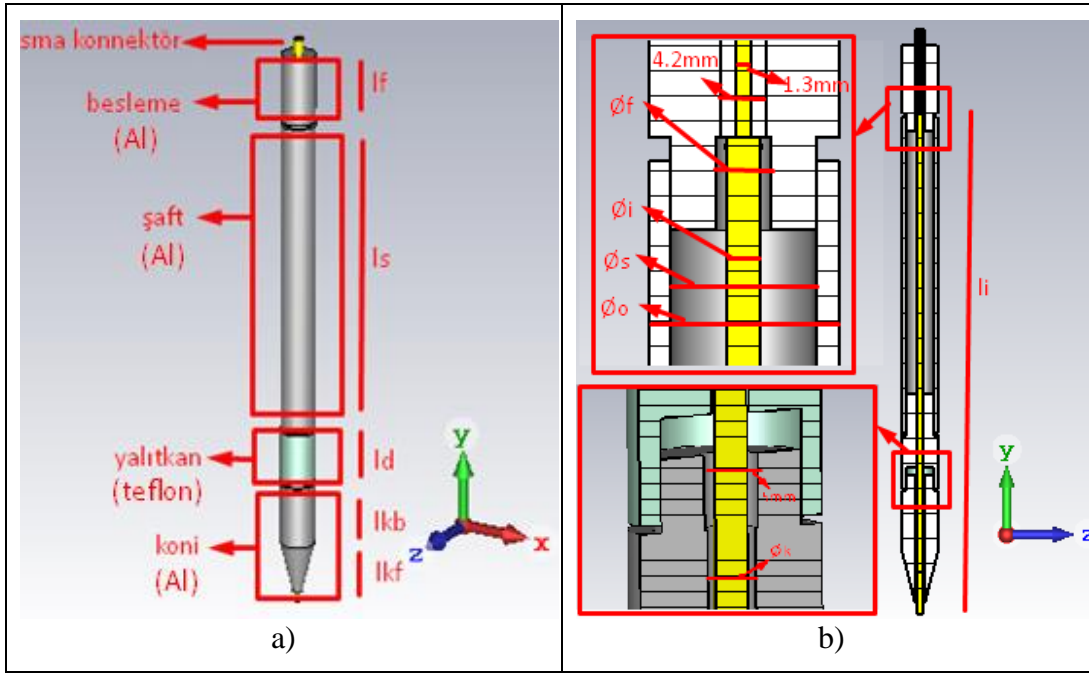 sma konnektör
lf
besleme
(Al)
şaft
(Al)
ls
yalıtkan
(teflon)
ld
koni
(Al)
lkb
lkf
y
x
z
a)
4.2mm
1.3mm
Øf
Øi
Øs
Øo
Øk
li
y
z
b)